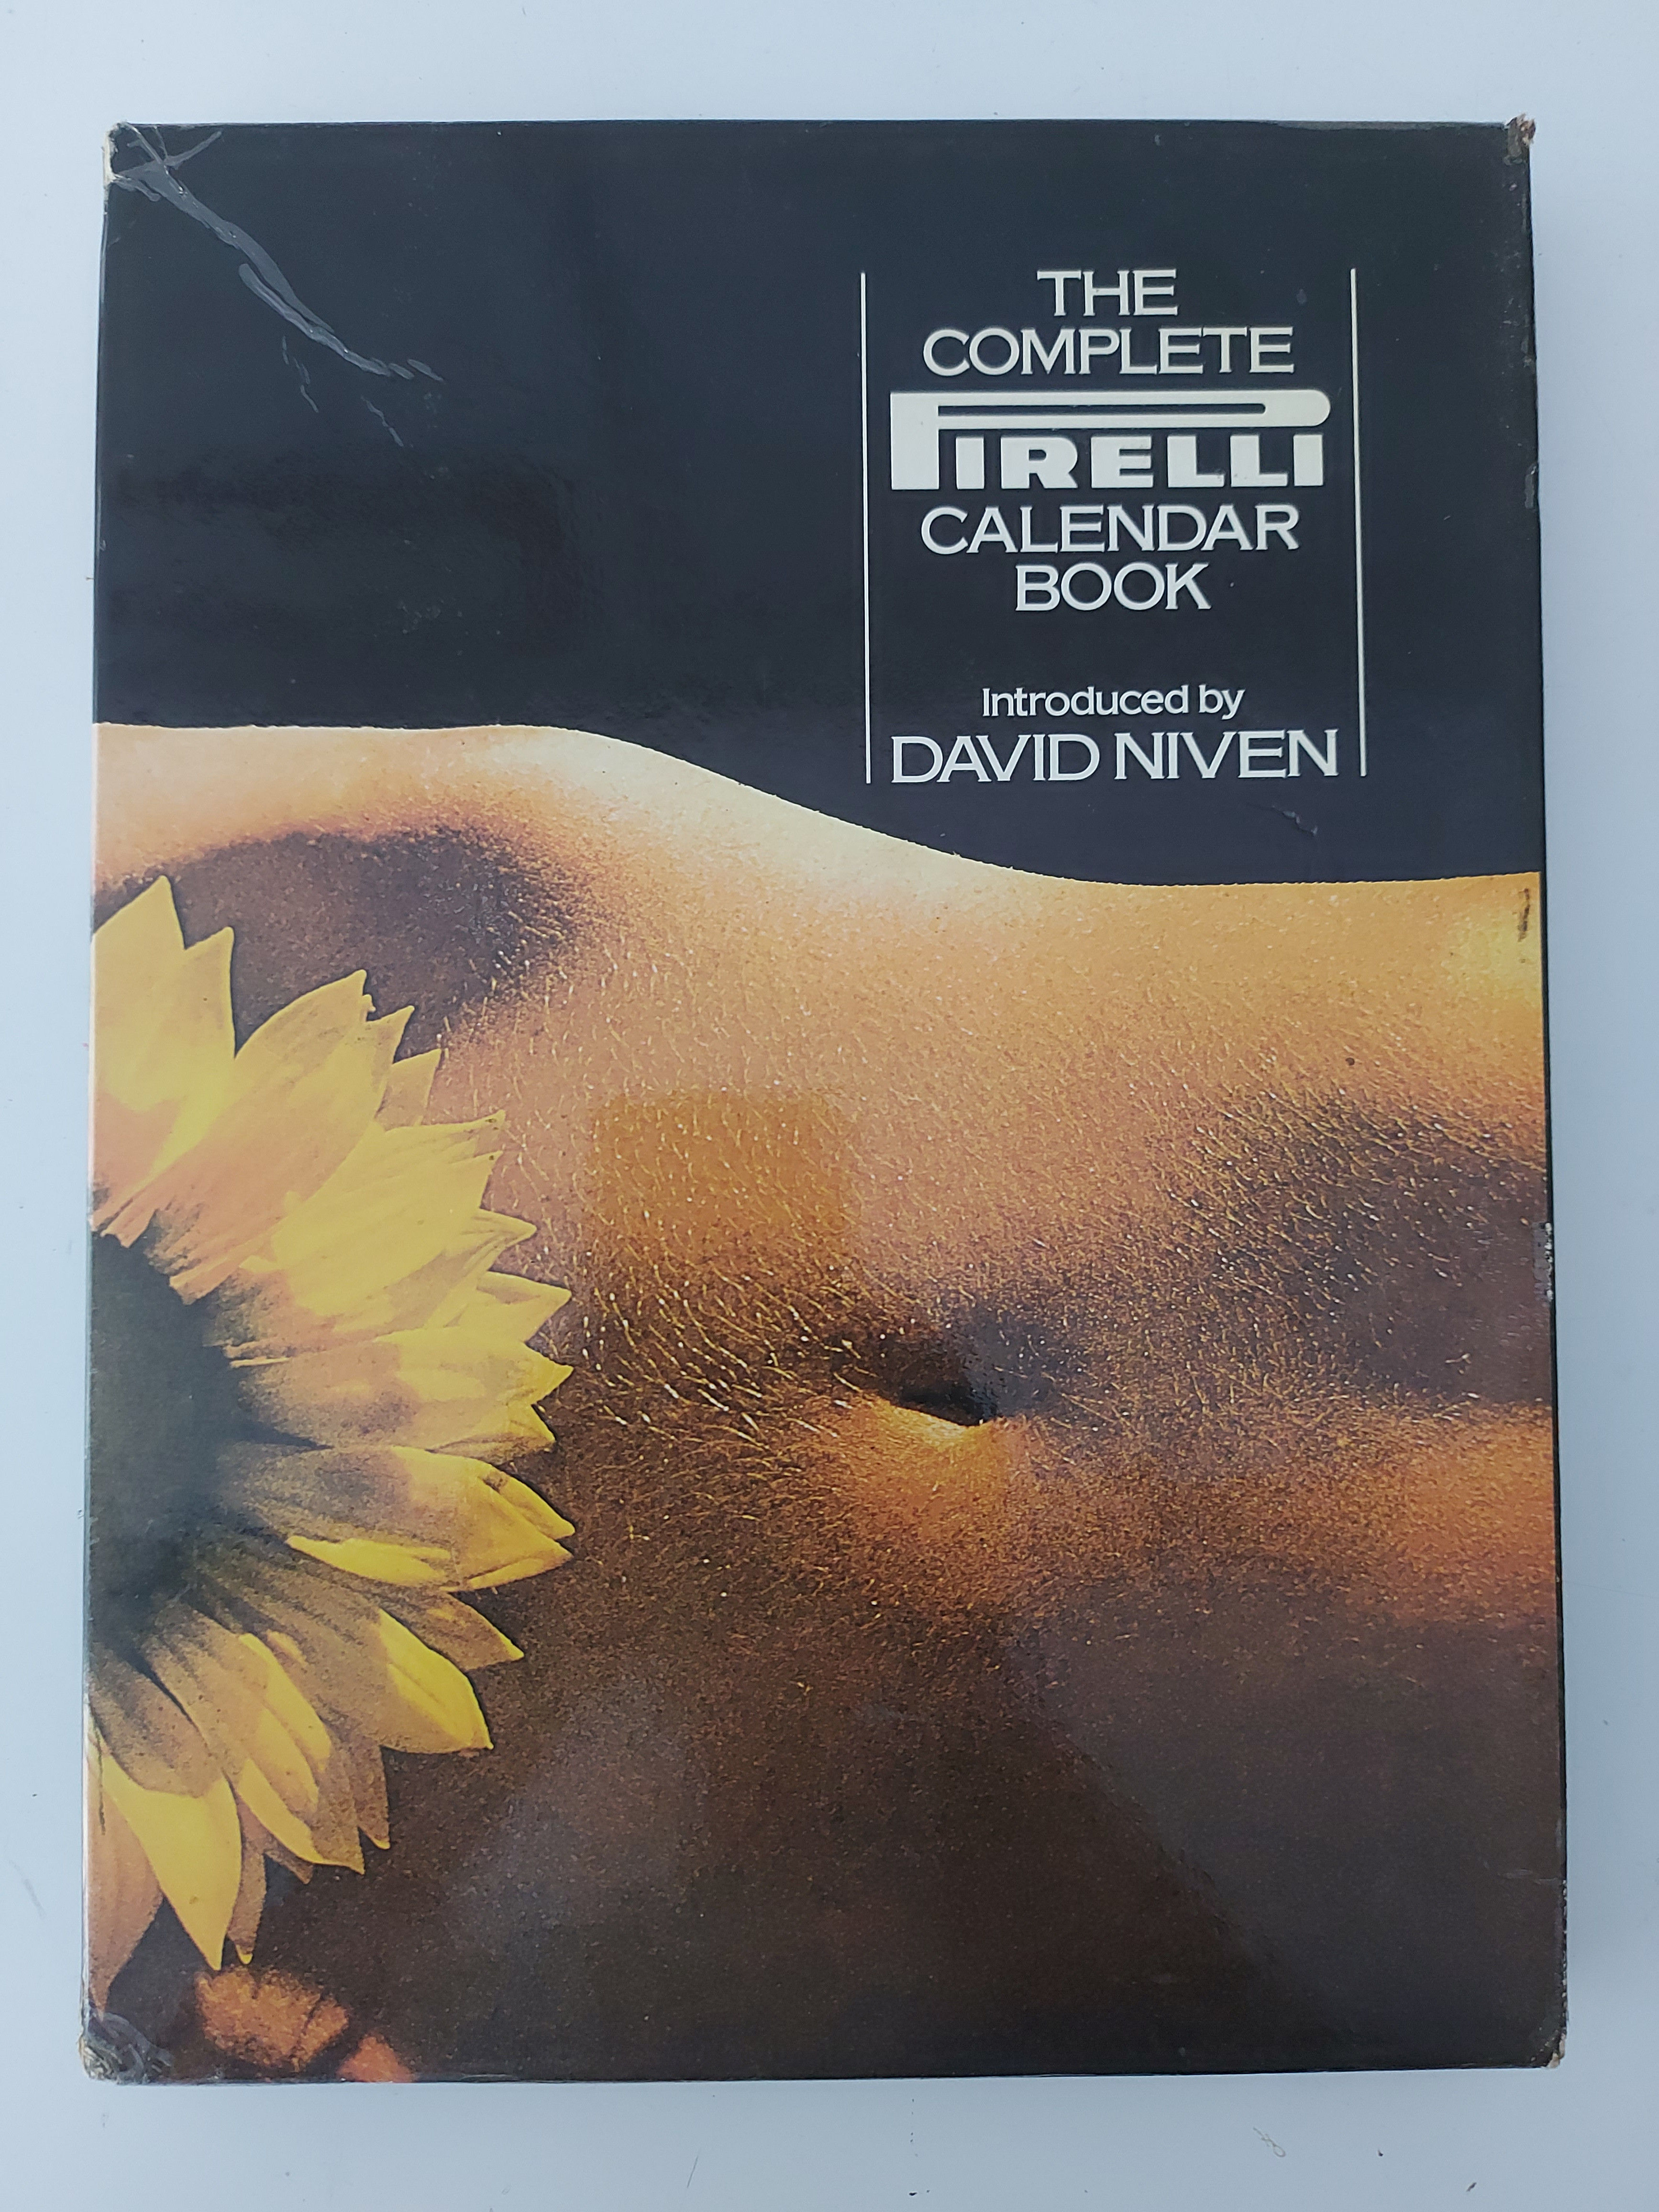 THE
COMPLETE
PIRELLI
CALENDAR
BOOK
Introduced by
DAVID NIVEN